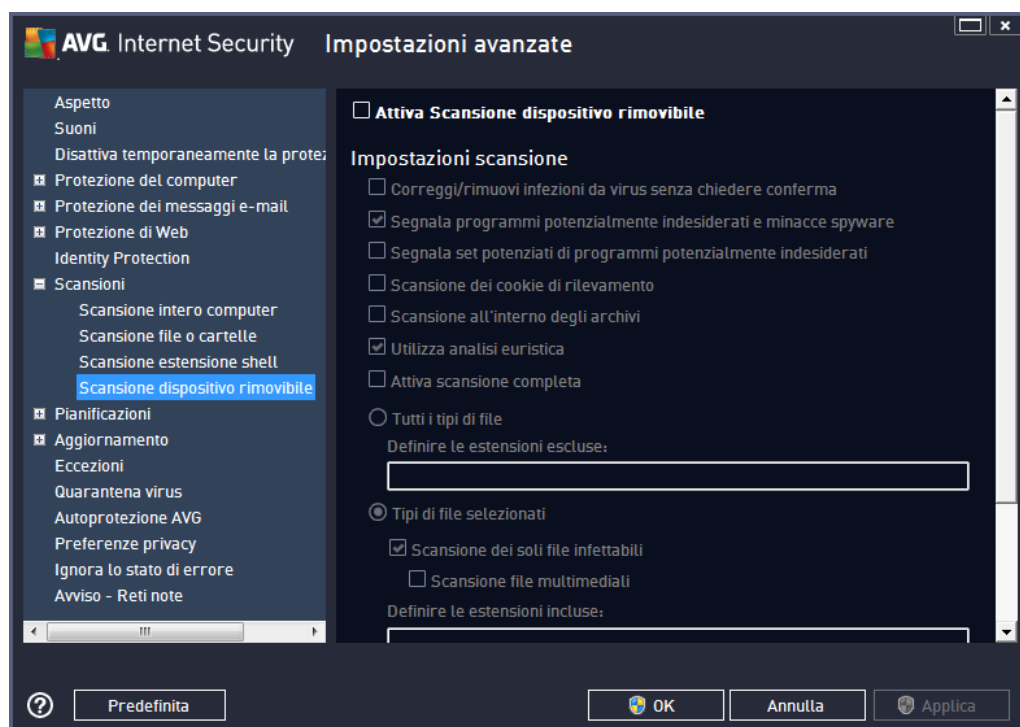 AVG. Internet Security Impostazioni avanzate
Aspetto
Suoni
Disattiva temporaneamente la protez
Protezione del computer
Protezione dei messaggi e-mail
Protezione di Web
Identity Protection
Scansioni
Scansione intero computer
Scansione file o cartelle
Scansione estensione shell
Scansione dispositivo rimovibile
Pianificazioni
Aggiornamento
Eccezioni
Quarantena virus
Autoprotezione AVG
Preferenze privacy
Ignora lo stato di errore
Avviso - Reti note
Attiva Scansione dispositivo rimovibile
Impostazioni scansione
Correggi/rimuovi infezioni da virus senza chiedere conferma
Segnala programmi potenzialmente indesiderati e minacce spyware
Segnala set potenziati di programmi potenzialmente indesiderati
Scansione dei cookie di rilevamento
Scansione all'interno degli archivi
Utilizza analisi euristica
Attiva scansione completa
Tutti i tipi di file
Definire le estensioni escluse:
Tipi di file selezionati
Scansione dei soli file infettabili
Scansione file multimediali
Definire le estensioni incluse:
Predefinita
OK
Annulla
Applica